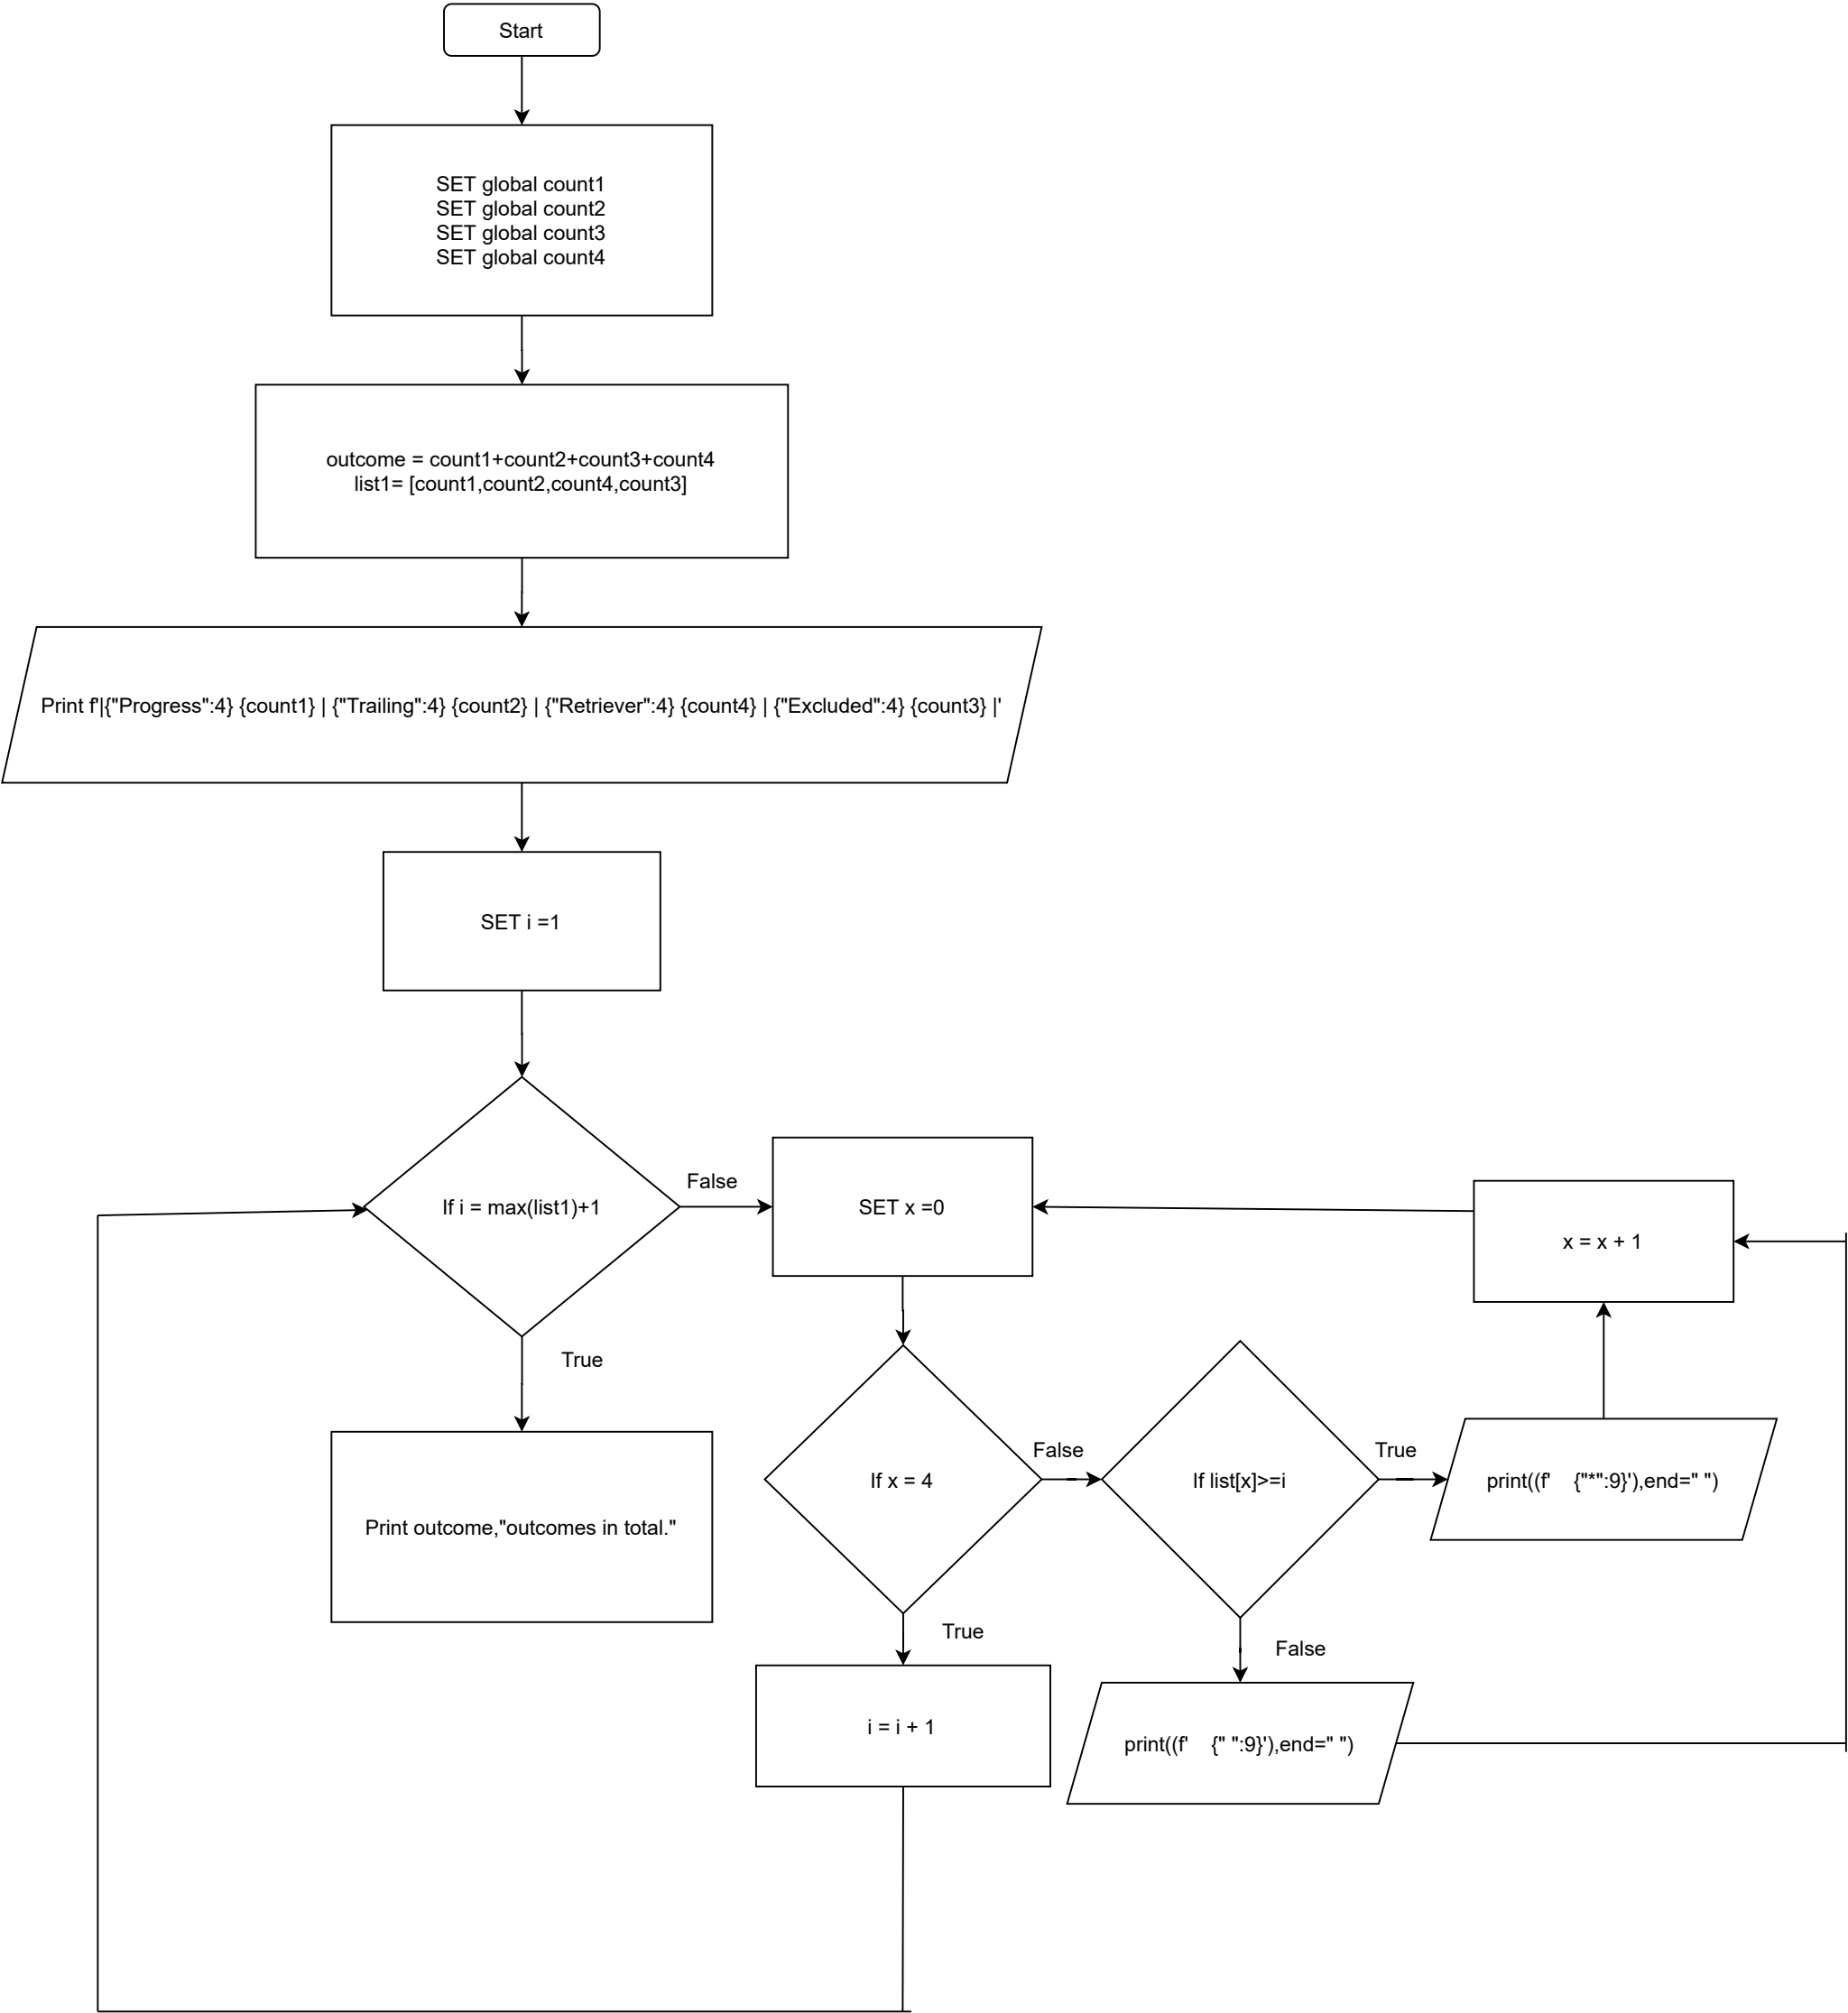 Start
SET global count1
SET global count2
SET global count3
SET global count4
outcome = count1+count2+count3+count4
list1= [count1,count2,count4,count3]
Print f'|{"Progress":4} {count1} | {"Trailing":4} {count2} | {"Retriever":4} {count4} | {"Excluded":4} {count3} |'
SET i =1
If i = max(list1)+1
False
SET x =0
x = x + 1
True
Print outcome,"outcomes in total."
If x = 4
False
If list[x]>=i
True
print((f'    {"*":9}'),end=" ")
True
i = i + 1
False
print((f'    {" ":9}'),end=" ")